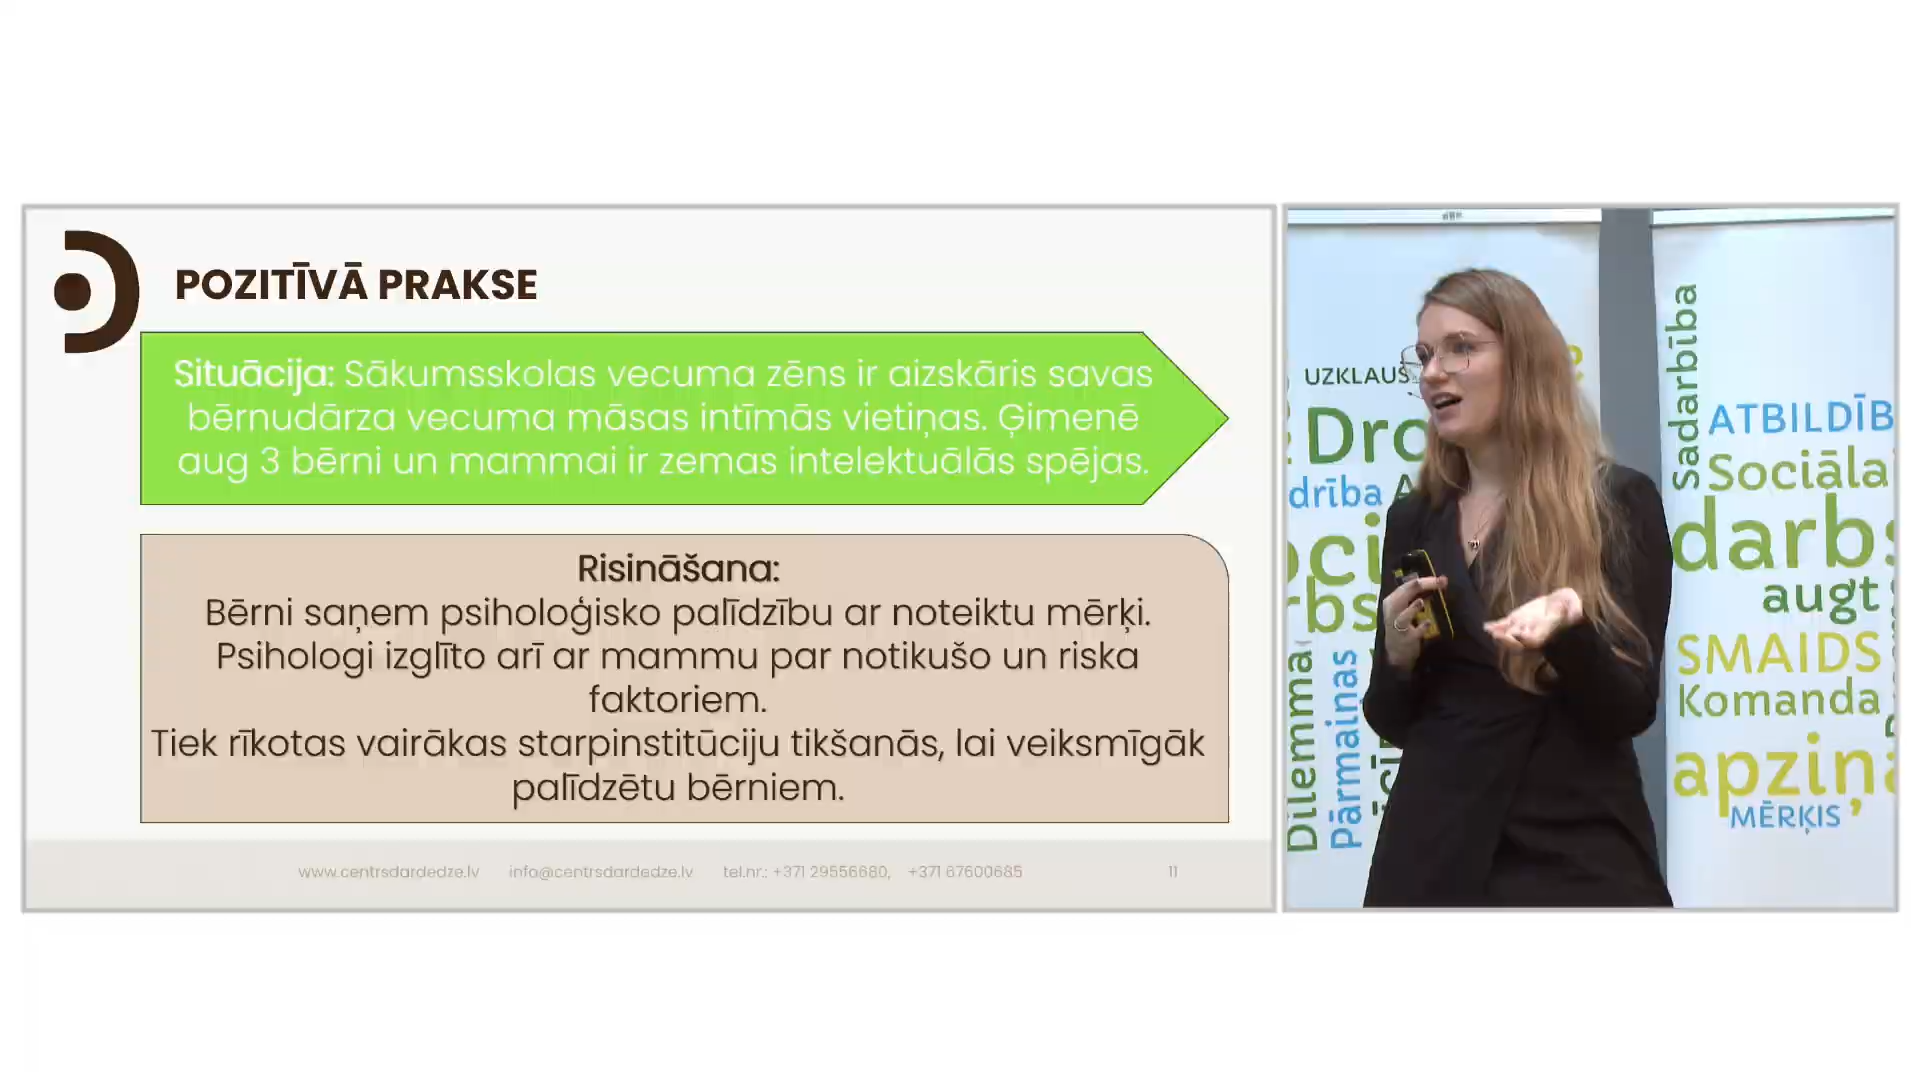 POZITĪVĀ PRAKSE
Situācija: Sākumsskolas vecuma zēns ir aizskāris savas
bērnudārza vecuma māsas intīmās vietiņas. Ģimenē
aug 3 bērni un mammai ir zemas intelektuālās spējas.
Risināšana:
Bērni saņem psiholoģisko palīdzību ar noteiktu mērķi.
Psihologi izglīto arī ar mammu par notikušo un riska
faktoriem.
Tiek rīkotas vairākas starpinstitūciju tikšanās, lai veiksmīgāk
palīdzētu bērniem.
www.centrsdardedze.lv info@centrsdardedze.lv tel.nr.: +371 29556680, +371 67600685 11
UZKLAUS
Dro
drība
oci
rbs
Dilemma
Pārmaiņas
Sadarbība
ATBILDĪB
Sociāla
darbs
augt
SMAIDS
Komanda
apziņa
MĒRĶIS